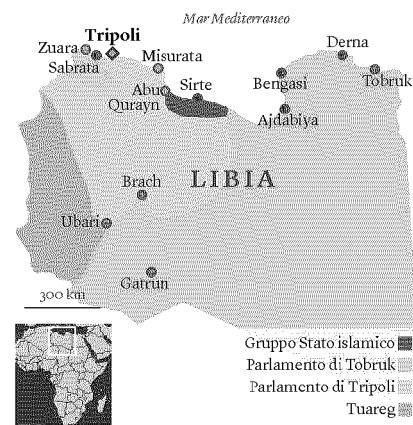 Mar Mediterraneo
Tripoli
Zuara
Sabrata
Misurata
Abu
Qurayn
Sirte
Bengasi
Ajdabiya
Derna
Tobruk
Brach
LIBIA
Ubari
Gatrun
300 km
Gruppo Stato islamico
Parlamento di Tobruk
Parlamento di Tripoli
Tuareg